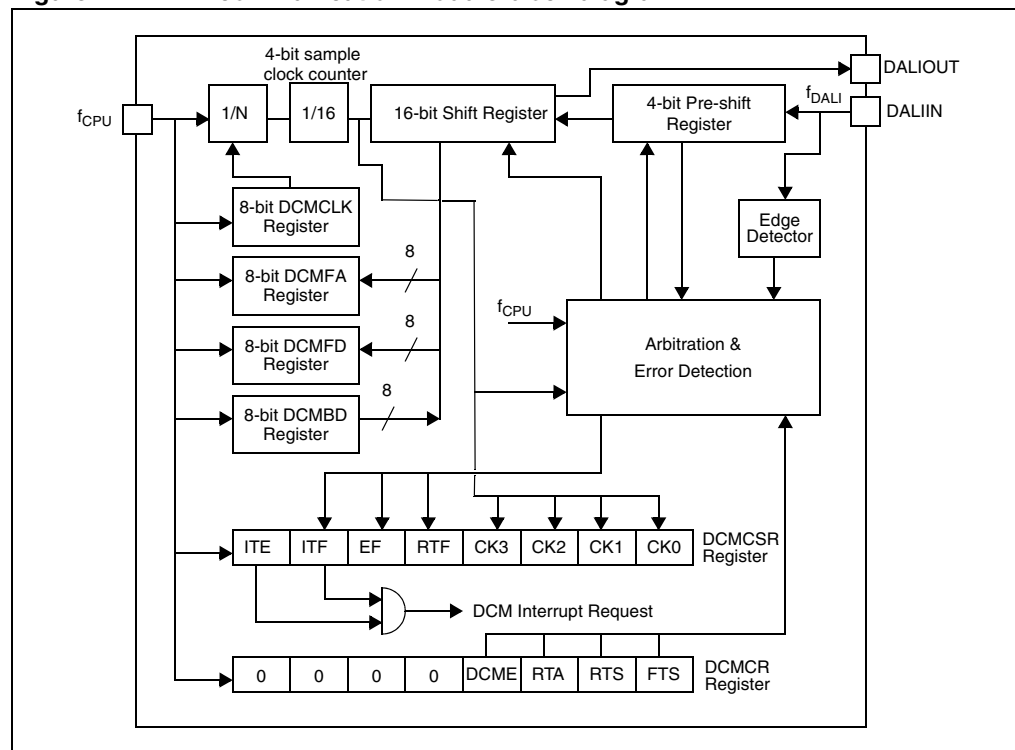 4-bit sample
clock counter
DALIOUT
fDALI
DALIIN
fCPU
1/N
1/16
16-bit Shift Register
4-bit Pre-shift
Register
8-bit DCMCLK
Register
Edge
Detector
8
8-bit DCMFA
Register
fCPU
8
8-bit DCMFD
Register
Arbitration &
Error Detection
8
8-bit DCMBD
Register
ITE ITF EF RTF CK3 CK2 CK1 CK0
DCMCSR
Register
DCM Interrupt Request
0 0 0 0 DCME RTA RTS FTS
DCMCR
Register